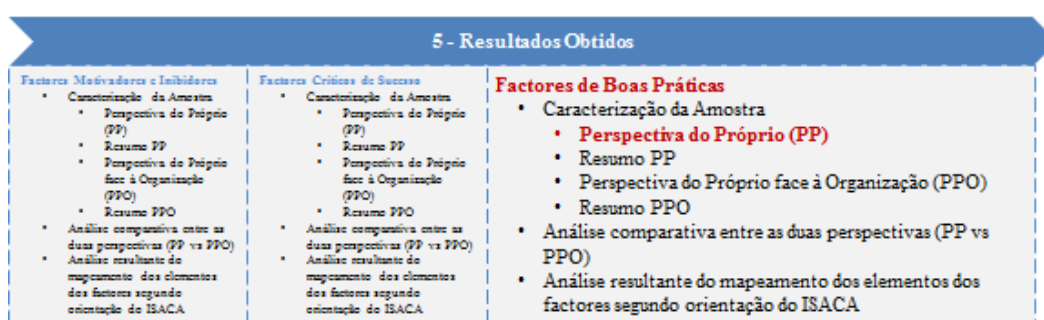 5 - Resultados Obtidos
Factores Motivadores e Inibidores
• Caracterização da Amostra
• Perspectiva do Próprio
(PP)
• Resumo PP
• Perspectiva do Próprio
face à Organização
(PPO)
• Resumo PPO
• Análise comparativa entre as
duas perspectivas (PP vs PPO)
• Análise resultante do
mapeamento dos elementos
dos factores segundo
orientação do ISACA
Factores Críticos de Sucesso
• Caracterização da Amostra
• Perspectiva do Próprio
(PP)
• Resumo PP
• Perspectiva do Próprio
face à Organização
(PPO)
• Resumo PPO
• Análise comparativa entre as
duas perspectivas (PP vs PPO)
• Análise resultante do
mapeamento dos elementos
dos factores segundo
orientação do ISACA
Factores de Boas Práticas
• Caracterização da Amostra
• Perspectiva do Próprio (PP)
• Resumo PP
• Perspectiva do Próprio face à Organização (PPO)
• Resumo PPO
• Análise comparativa entre as duas perspectivas (PP vs
PPO)
• Análise resultante do mapeamento dos elementos dos
factores segundo orientação do ISACA